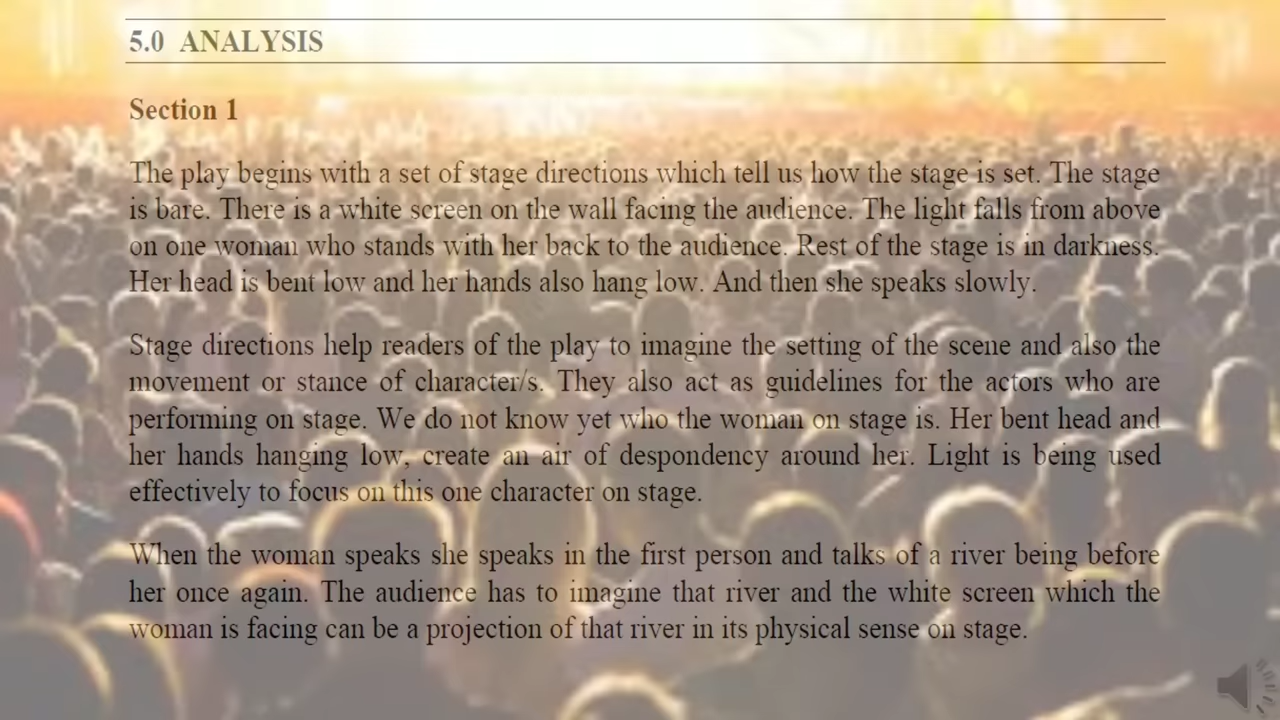 5.0 ANALYSIS
Section 1
The play begins with a set of stage directions which tell us how the stage is set. The stage
is bare. There is a white screen on the wall facing the audience. The light falls from above
on one woman who stands with her back to the audience. Rest of the stage is in darkness.
Her head is bent low and her hands also hang low. And then she speaks slowly.
Stage directions help readers of the play to imagine the setting of the scene and also the
movement or stance of character/s. They also act as guidelines for the actors who are
performing on stage. We do not know yet who the woman on stage is. Her bent head and
her hands hanging low, create an air of despondency around her. Light is being used
effectively to focus on this one character on stage.
When the woman speaks she speaks in the first person and talks of a river being before
her once again. The audience has to imagine that river and the white screen which the
woman is facing can be a projection of that river in its physical sense on stage.